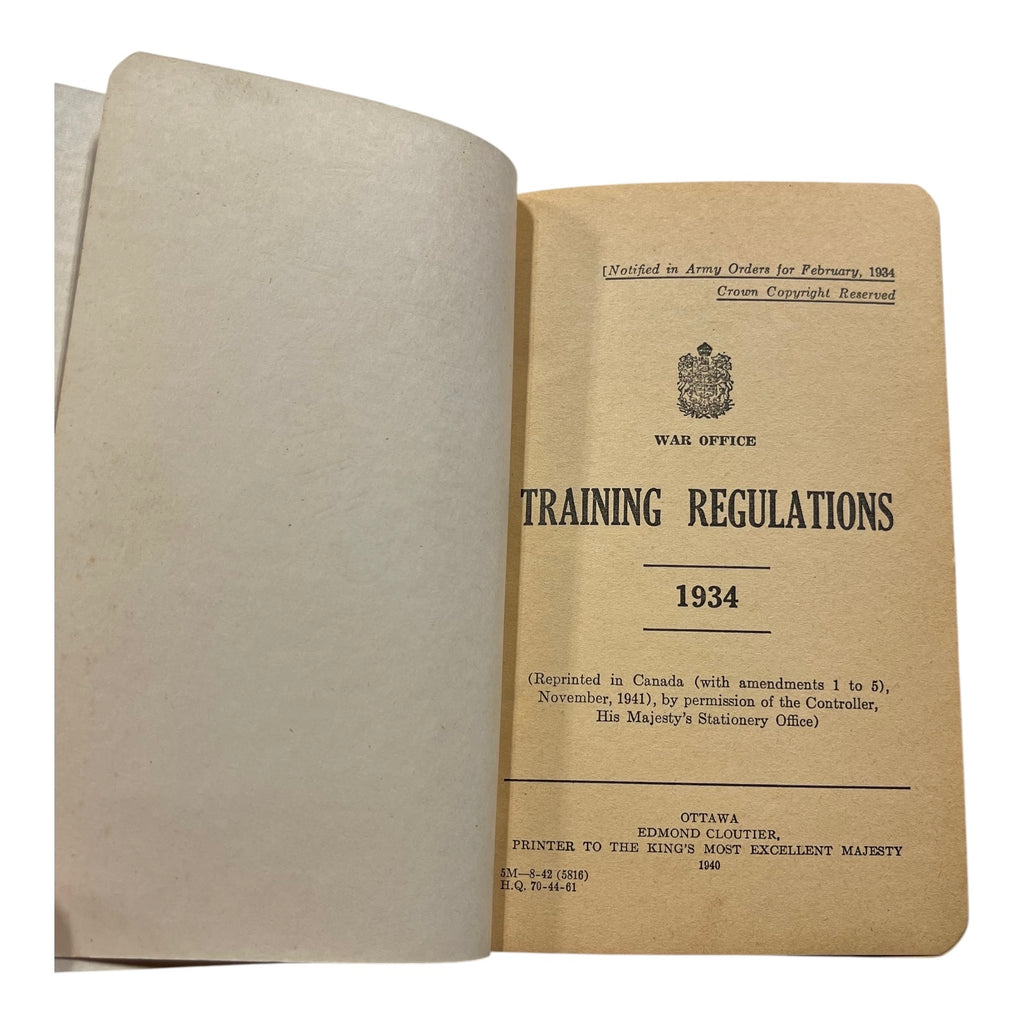 [Notified in Army Orders for February, 1934
Crown Copyright Reserved
WAR OFFICE
TRAINING REGULATIONS
1934
(Reprinted in Canada (with amendments 1 to 5),
November, 1941), by permission of the Controller,
His Majesty's Stationery Office)
OTTAWA
EDMOND CLOUTIER,
PRINTER TO THE KING'S MOST EXCELLENT MAJESTY
1940
5M—8-42 (5816)
H.Q. 70-44-61